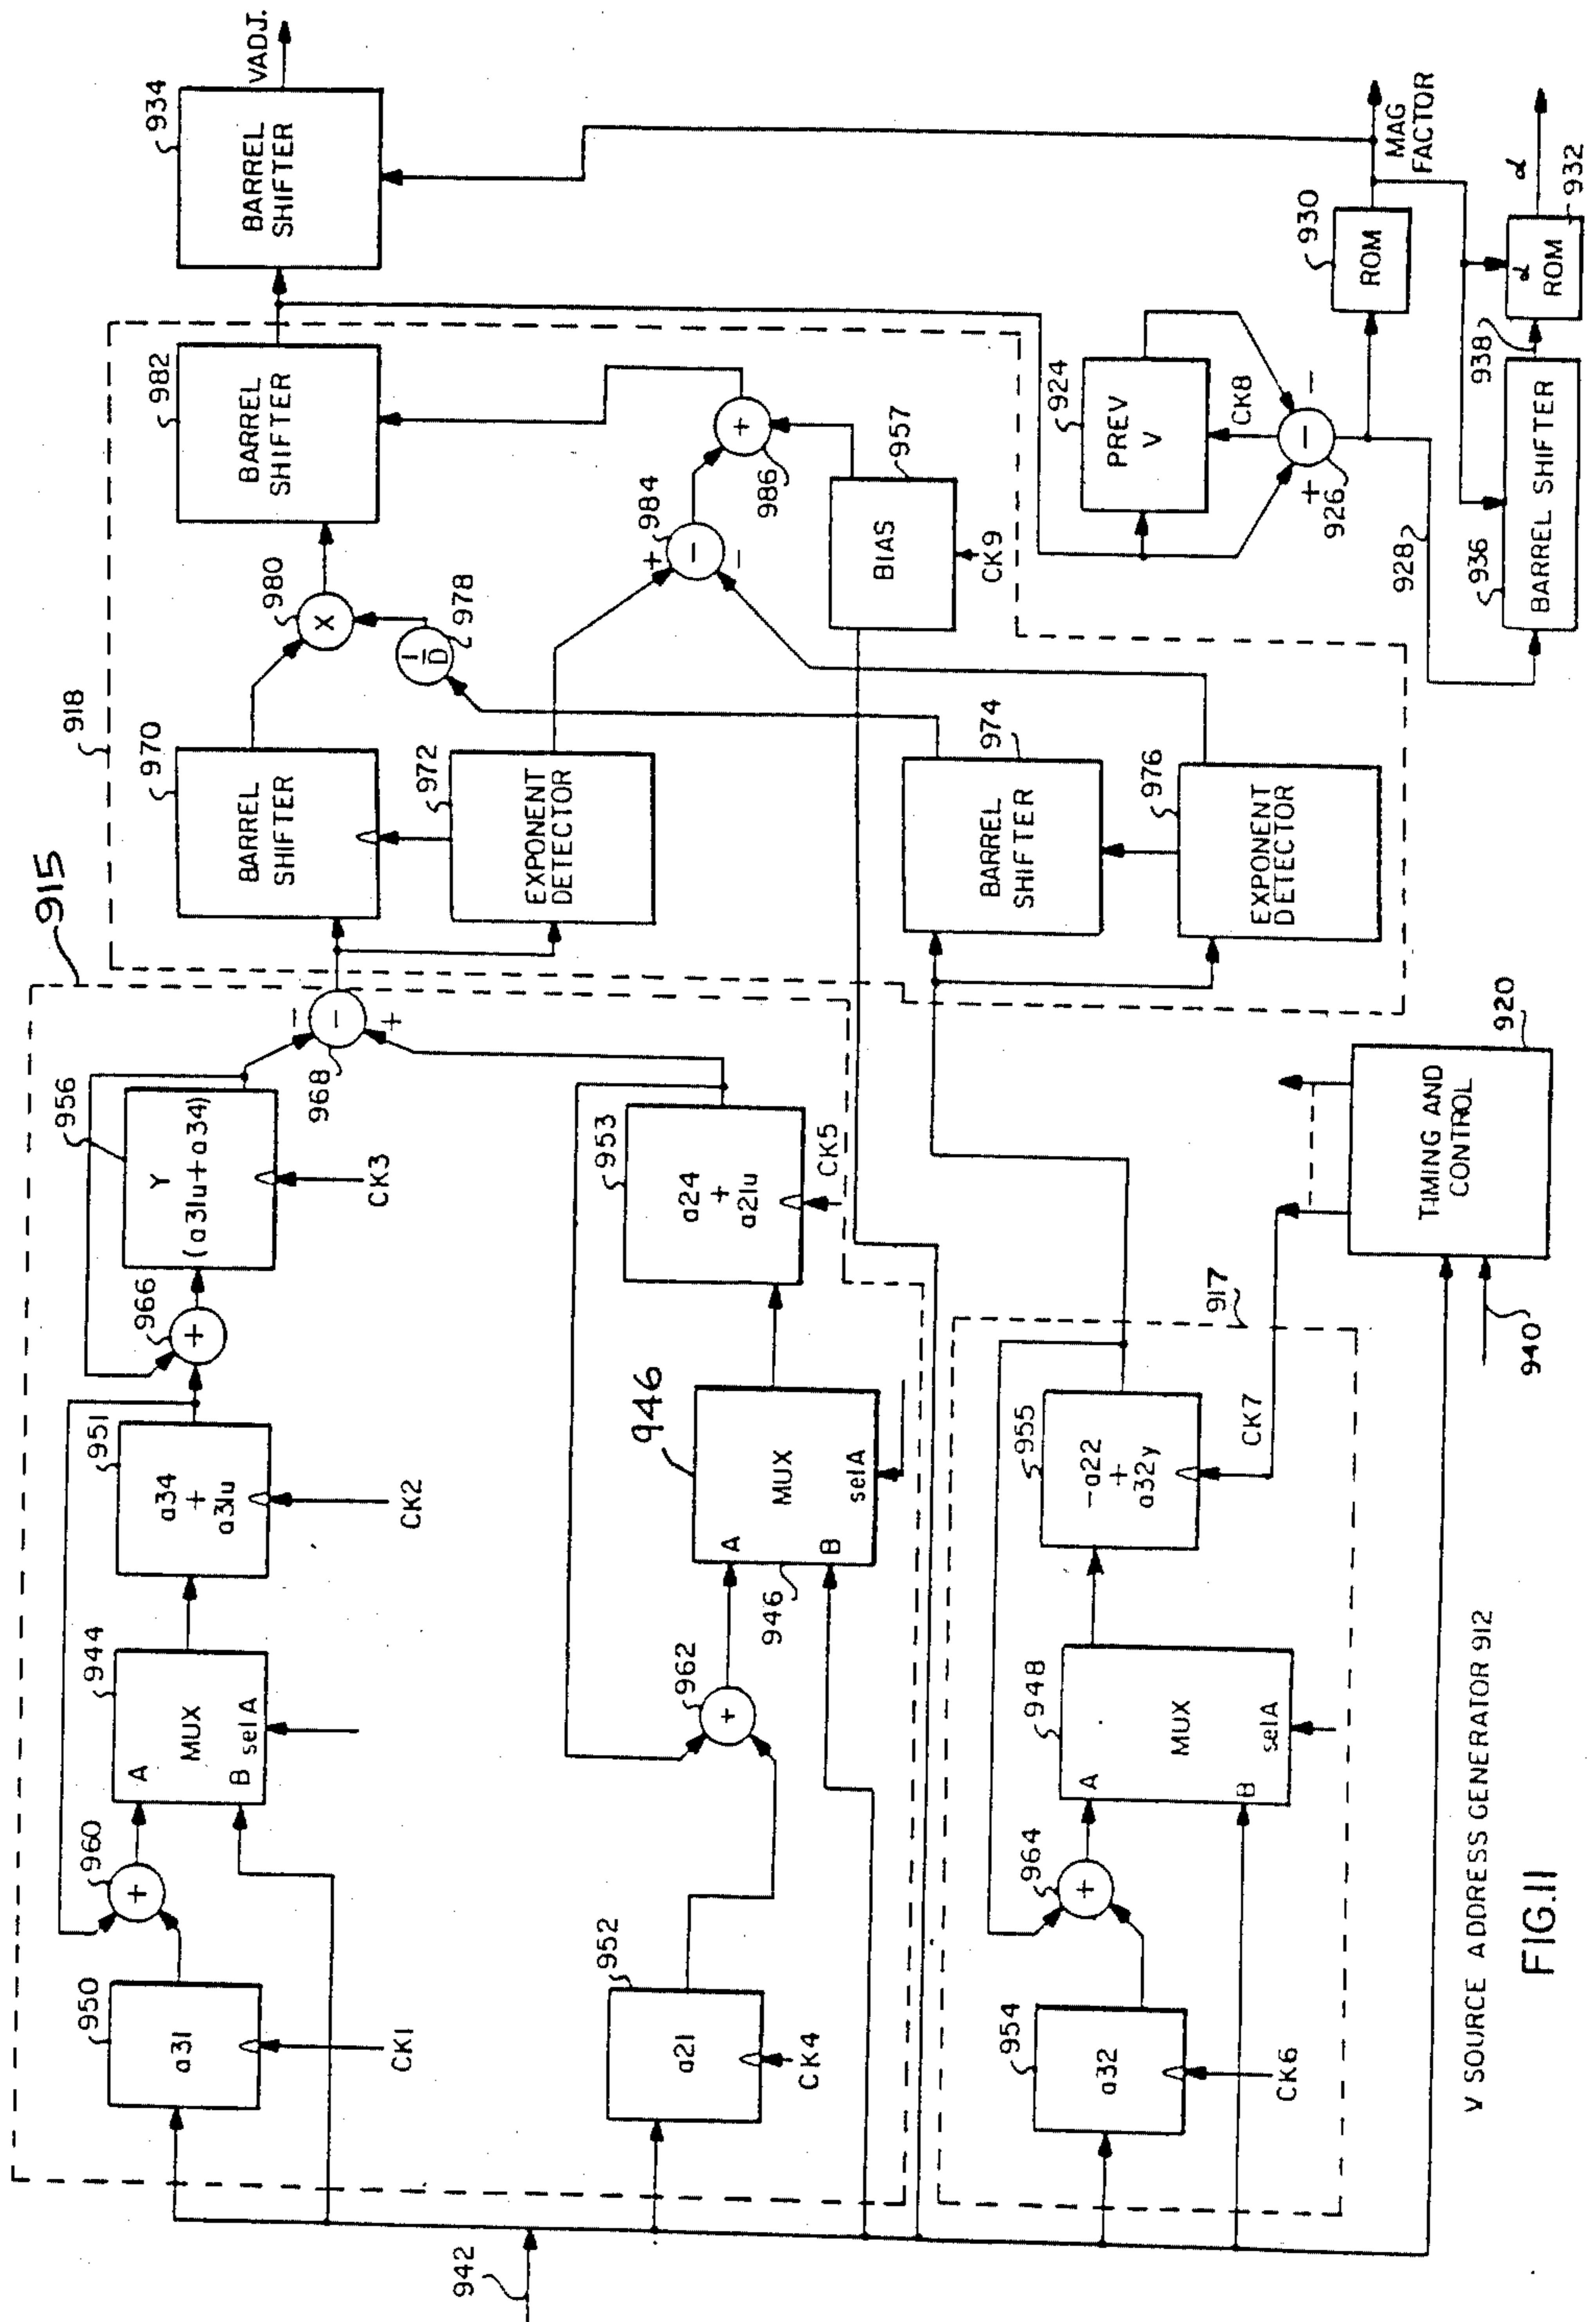 915
956
Y
(a31u+a34)
CK3
966
951
a34
+
a31u
CK2
944
MUX
A
B
selA
960
+
950
a31
CK1
968
-
-
+
953
a24
+
a21u
CK5
946
MUX
A
B
selA
946
962
+
952
a21
CK4
942
917
955
-a22
+
a32y
CK7
948
MUX
A
B
selA
964
+
954
a32
CK6
920
TIMING AND
CONTROL
940
918
970
BARREL
SHIFTER
972
EXPONENT
DETECTOR
974
BARREL
SHIFTER
976
EXPONENT
DETECTOR
980
X
978
1
D
984
+
-
-
986
+
957
BIAS
CK9
982
BARREL
SHIFTER
934
BARREL
SHIFTER
VADJ.
924
PREV
V
CK8
+
-
-
926
928
930
ROM
MAG
FACTOR
936
BARREL SHIFTER
938
α
ROM
932
α
V SOURCE ADDRESS GENERATOR 912
FIG.11